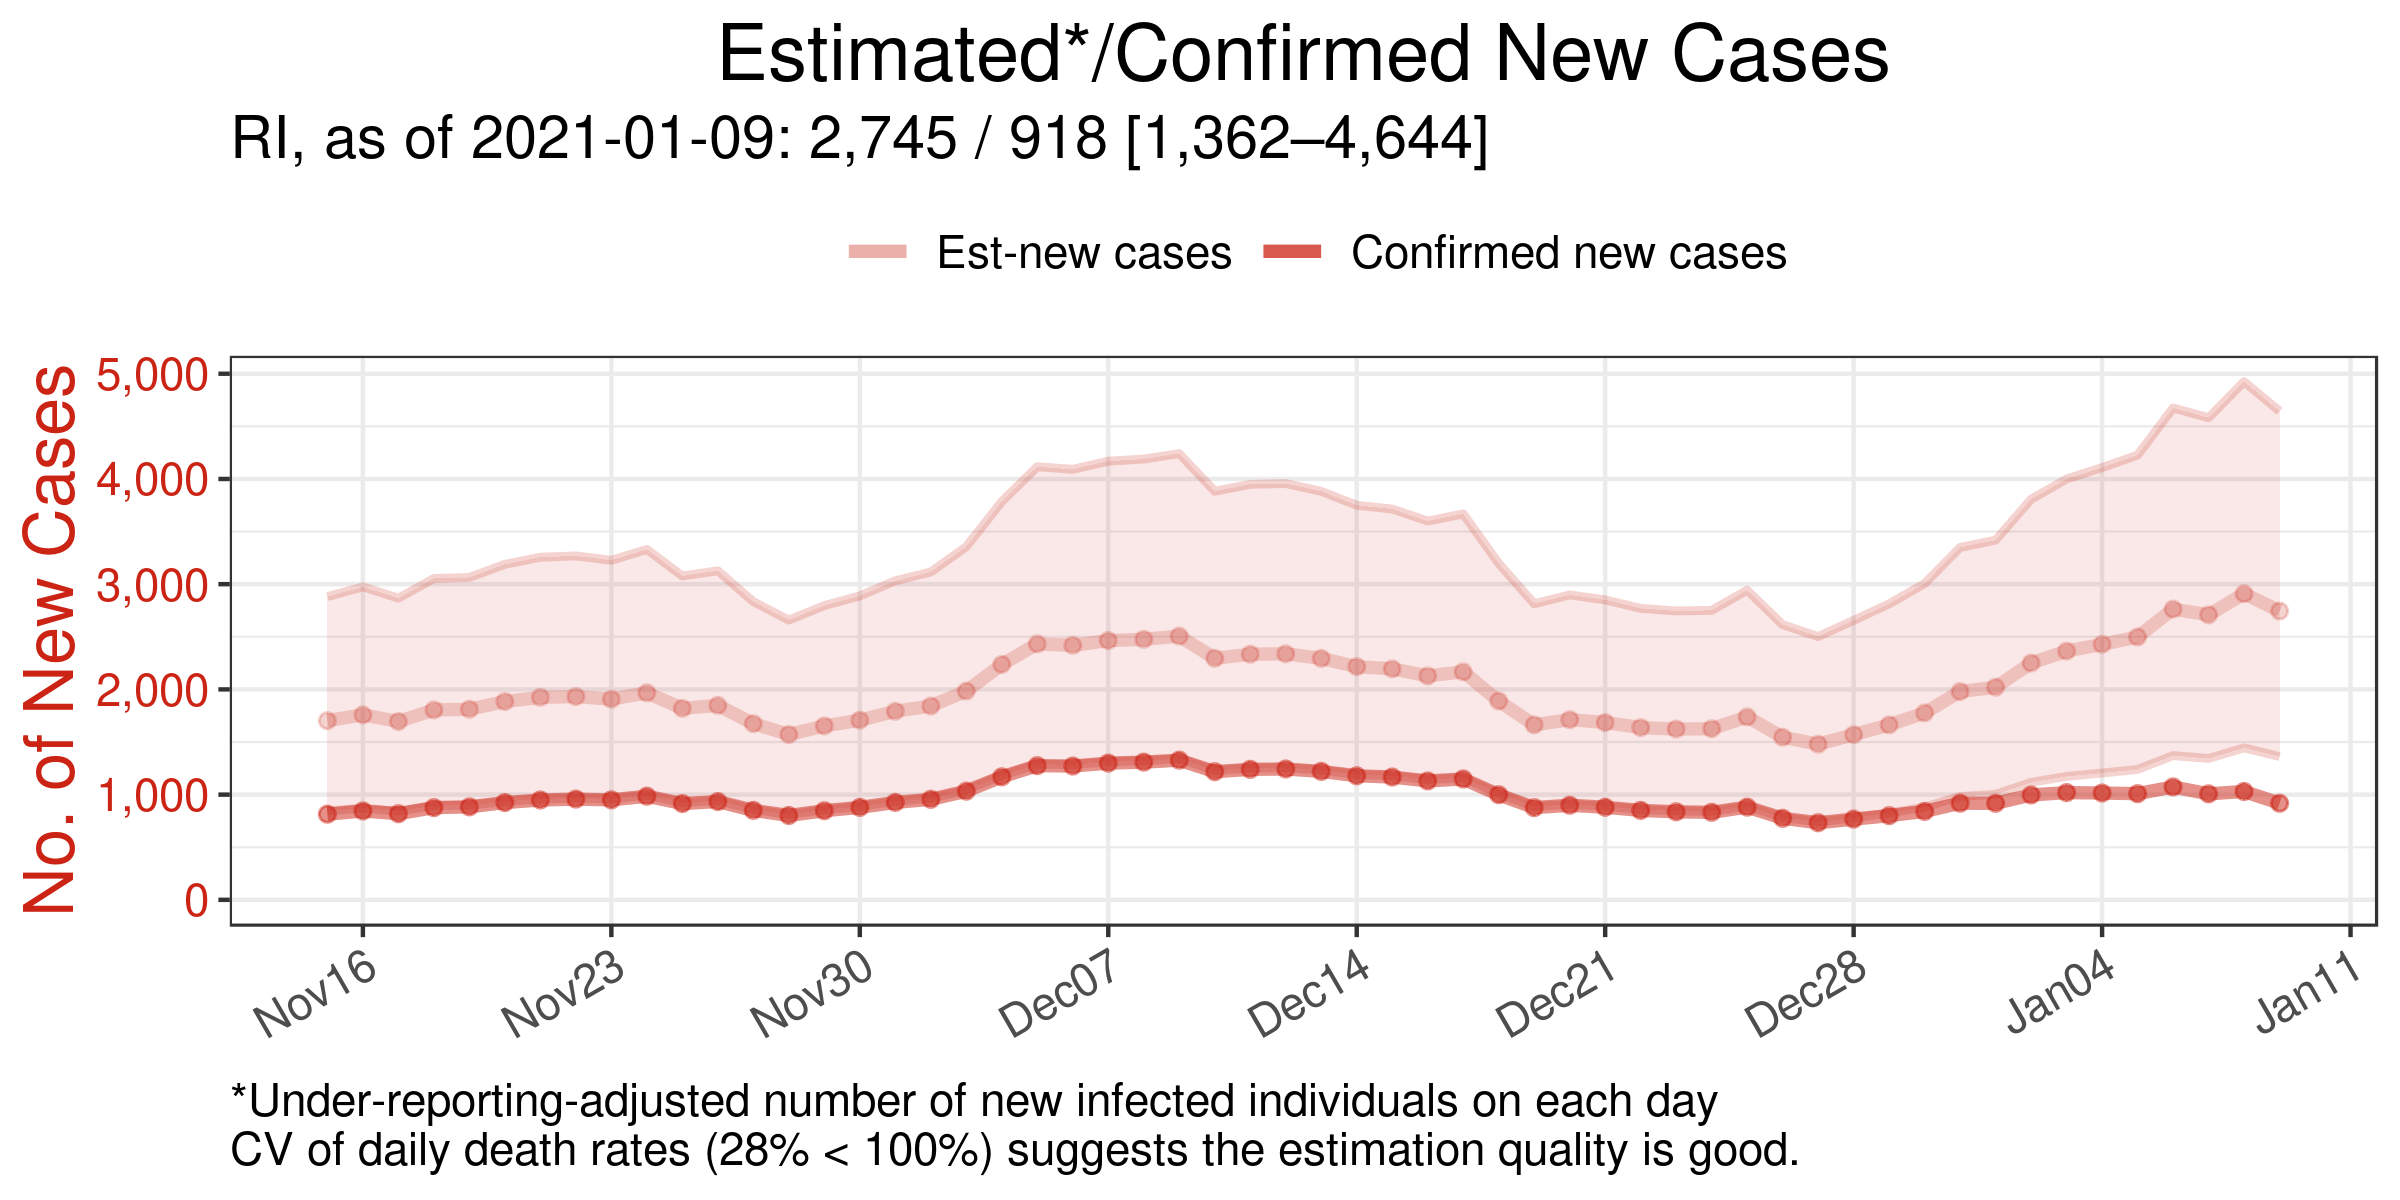 Estimated*/Confirmed New Cases
RI, as of 2021-01-09: 2,745 / 918 [1,362–4,644]
Est-new cases
Confirmed new cases
No. of New Cases
5,000
4,000
3,000
2,000
1,000
0
Nov16
Nov23
Nov30
Dec07
Dec14
Dec21
Dec28
Jan04
Jan11
*Under-reporting-adjusted number of new infected individuals on each day
CV of daily death rates (28% < 100%) suggests the estimation quality is good.